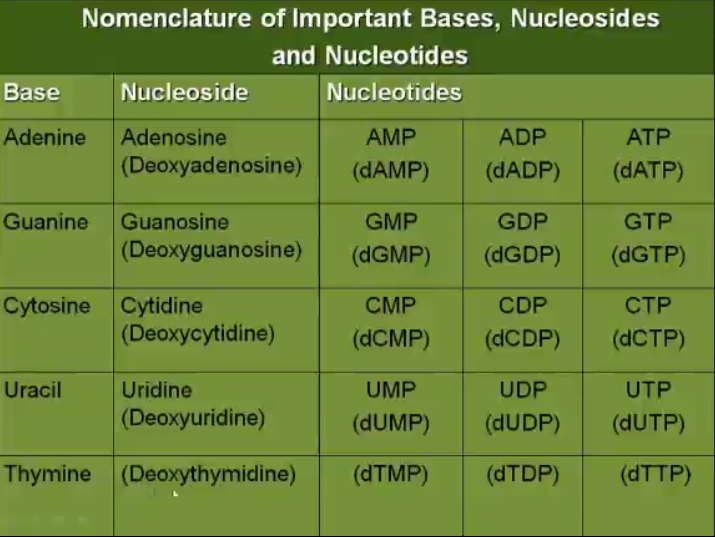 Nomenclature of Important Bases, Nucleosides
and Nucleotides
Base Nucleoside Nucleotides
Adenine Adenosine AMP ADP ATP
(Deoxyadenosine) (dAMP) (dADP) (dATP)
Guanine Guanosine GMP GDP GTP
(Deoxyguanosine) (dGMP) (dGDP) (dGTP)
Cytosine Cytidine CMP CDP CTP
(Deoxycytidine) (dCMP) (dCDP) (dCTP)
Uracil Uridine UMP UDP UTP
(Deoxyuridine) (dUMP) (dUDP) (dUTP)
Thymine (Deoxythymidine) (dTMP) (dTDP) (dTTP)